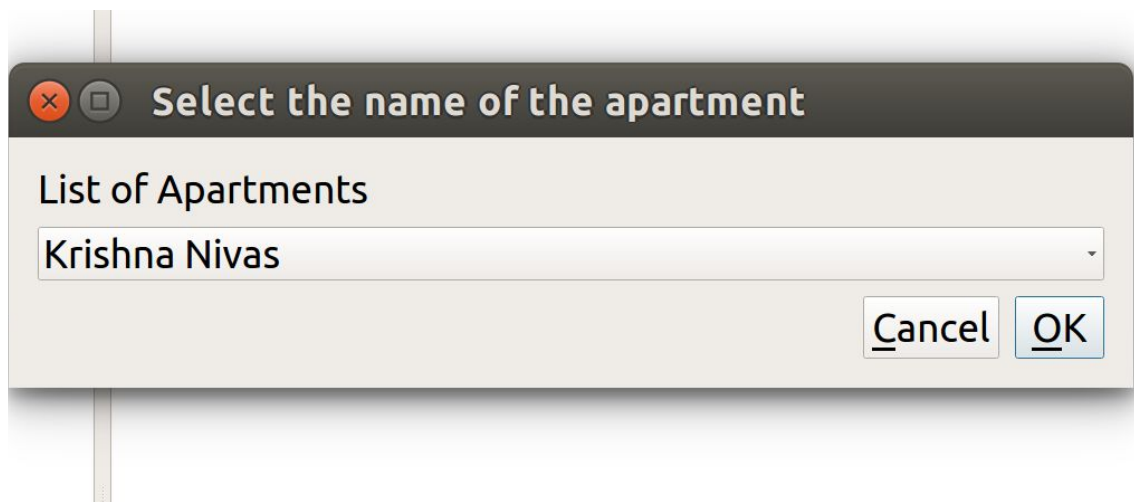 Select the name of the apartment
List of Apartments
Krishna Nivas
Cancel OK